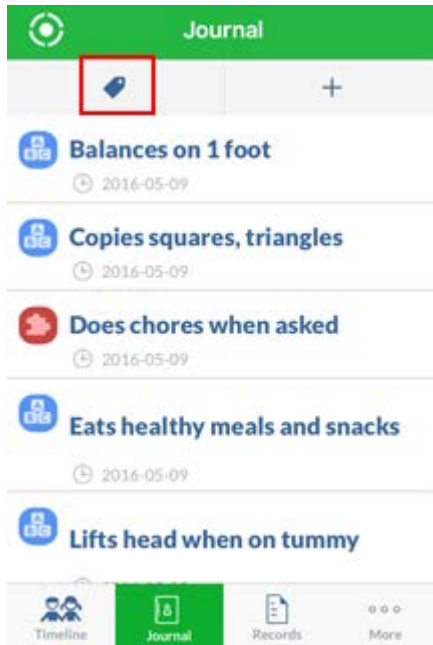 Journal
+
Balances on 1 foot
2016-05-09
Copies squares, triangles
2016-05-09
Does chores when asked
2016-05-09
Eats healthy meals and snacks
2016-05-09
Lifts head when on tummy
Timeline Journal Records More